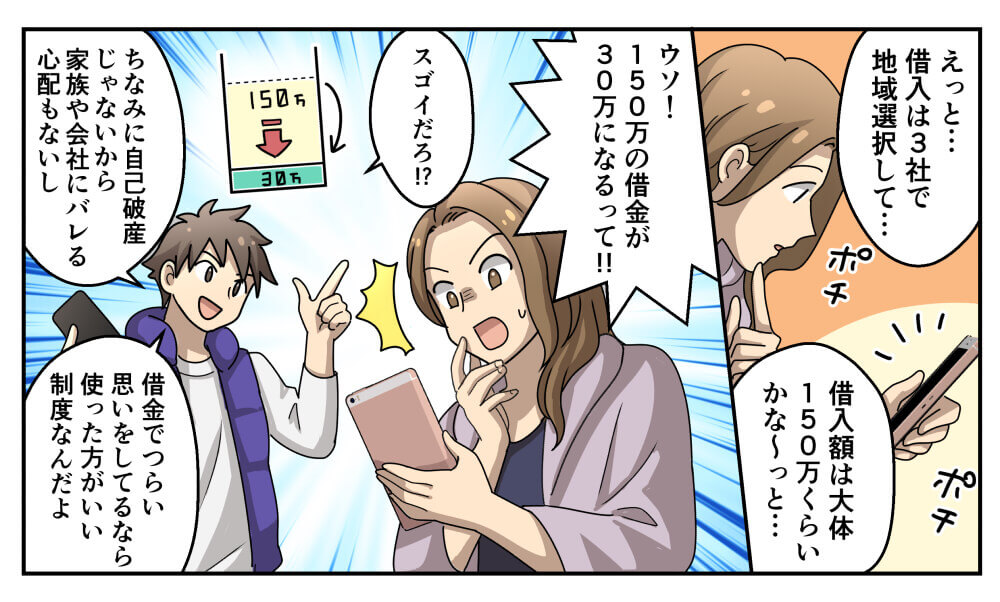 えっと…
借入は3社で
地域選択して…
ポチ
借入額は大体
150万くらい
かな～っと…
ポチ
ウソ！
150万の借金が
30万になるって!!
スゴイだろ!?
150万
30万
ちなみに自己破産
じゃないから
家族や会社にバレる
心配もないし
借金でつらい
思いをしてるなら
使った方がいい
制度なんだよ